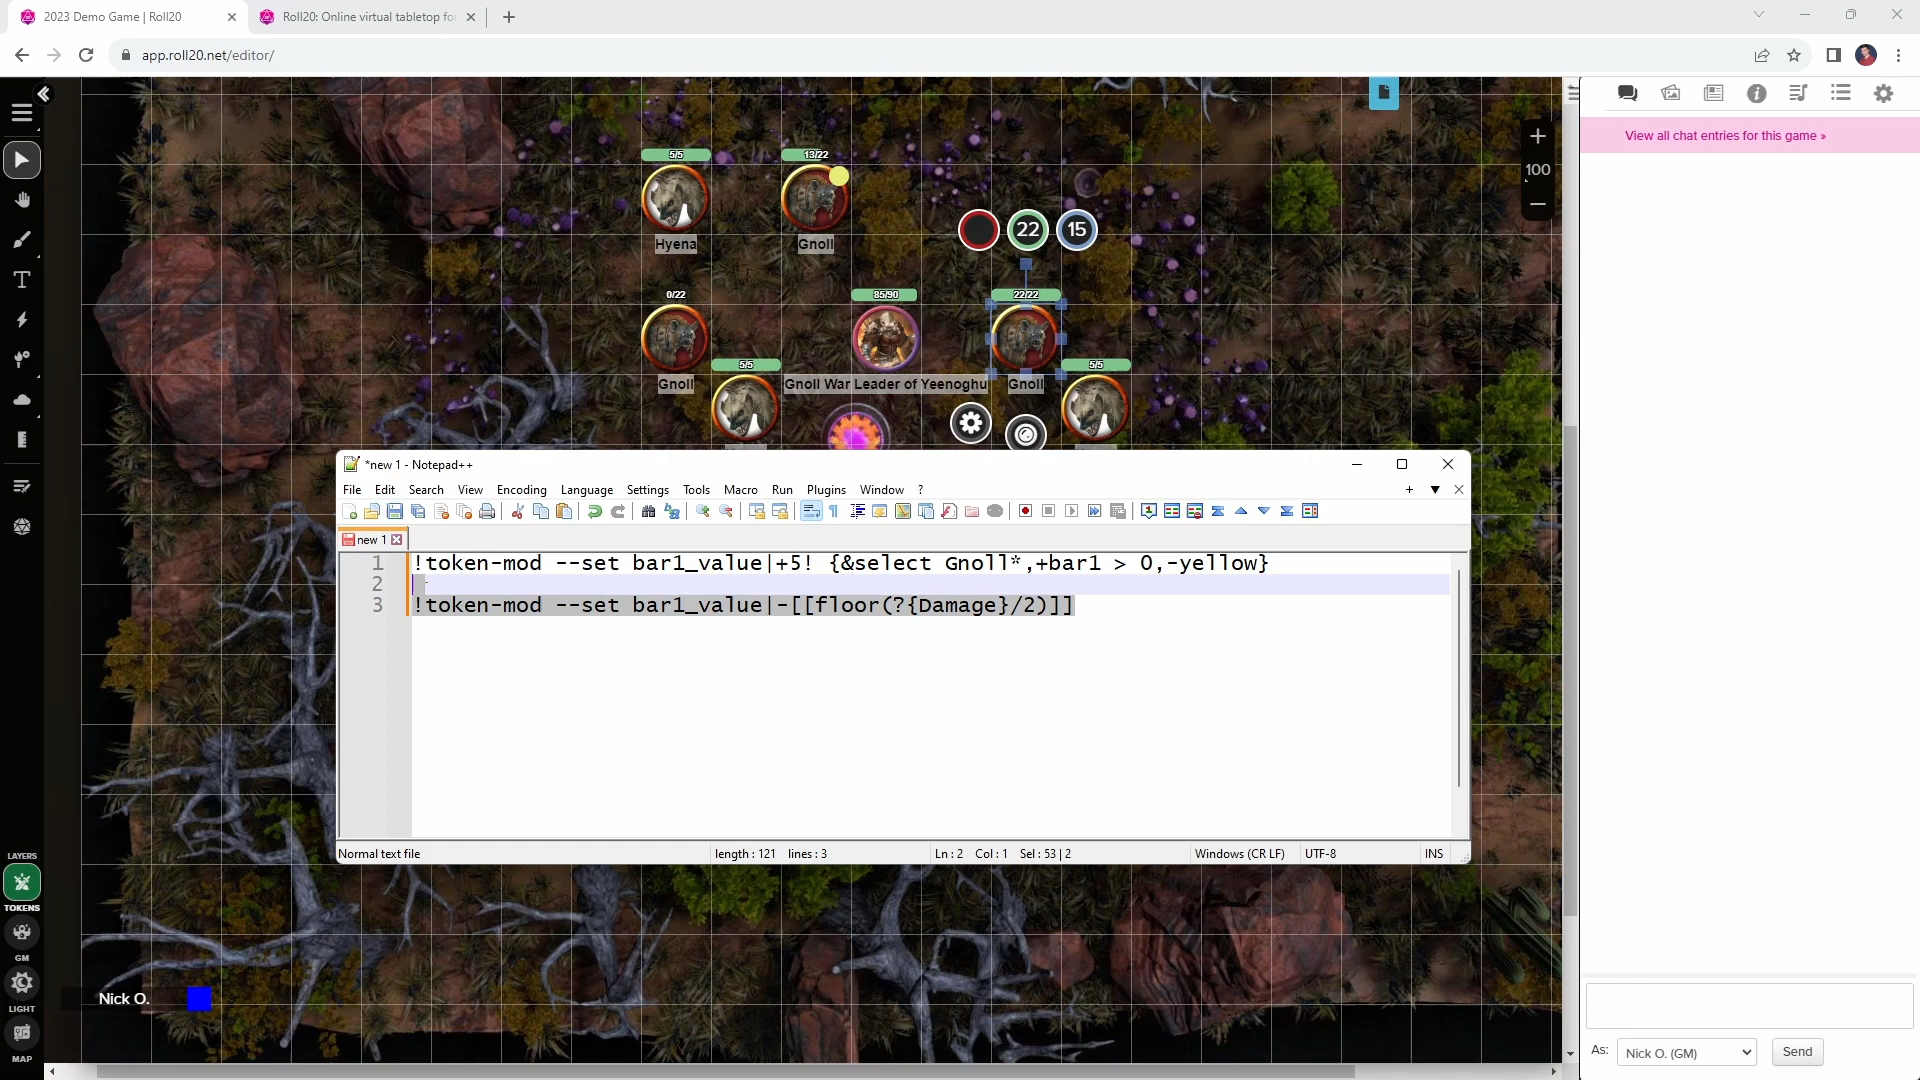 2023 Demo Game | Roll20
Roll20: Online virtual tabletop fo
app.roll20.net/editor/
View all chat entries for this game »
100
5/5
13/22
Hyena
Gnoll
22
15
0/22
85/90
22/22
Gnoll
5/5
Gnoll War Leader of Yeenoghu
Gnoll
5/5
*new 1 - Notepad++
File Edit Search View Encoding Language Settings Tools Macro Run Plugins Window ?
new 1
1 !token-mod --set bar1_value|+5! {&select Gnoll*,+bar1 > 0,-yellow}
2
3 !token-mod --set bar1_value|-[[floor(?{Damage}/2)]]
Normal text file
length : 121 lines : 3
Ln : 2 Col : 1 Sel : 53 | 2
Windows (CR LF)
UTF-8
INS
LAYERS
TOKENS
GM
LIGHT
MAP
Nick O.
As:
Nick O. (GM)
Send